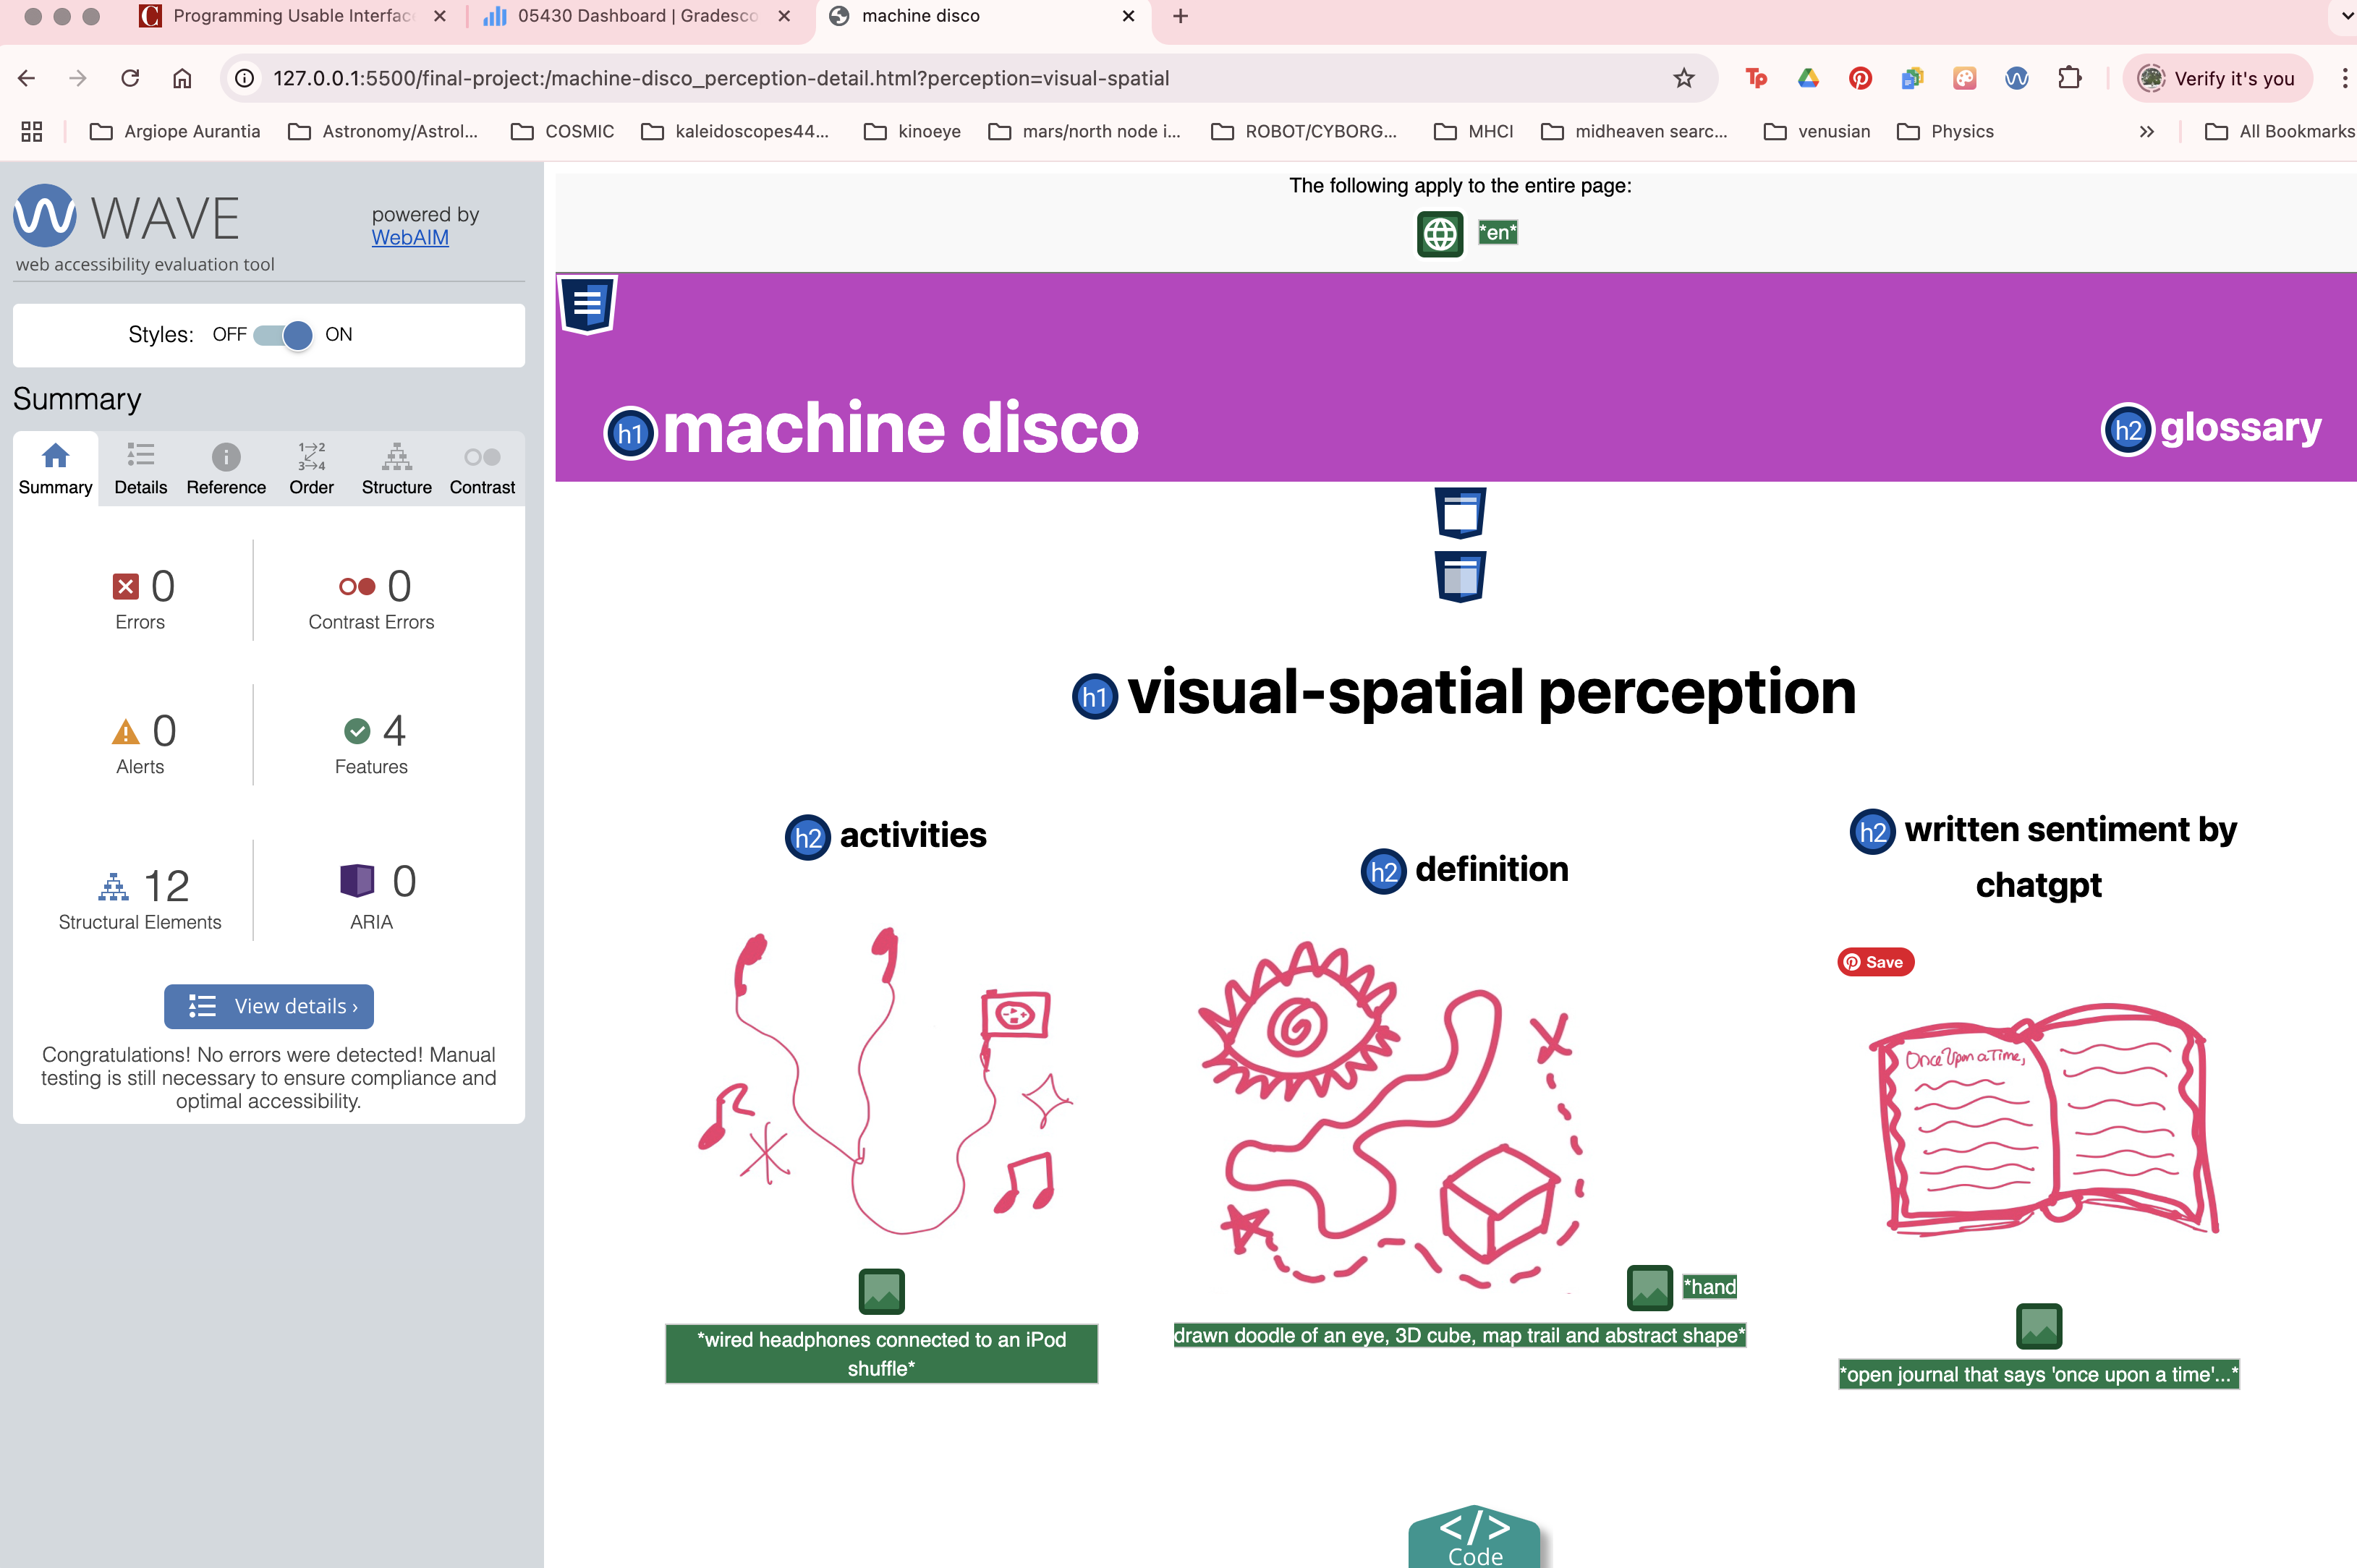 Programming Usable Interfac
05430 Dashboard | Gradesco
machine disco
127.0.0.1:5500/final-project:/machine-disco_perception-detail.html?perception=visual-spatial
Tp
Verify it's you
Argiope Aurantia
Astronomy/Astrol...
COSMIC
kaleidoscopes44...
kinoeye
mars/north node i...
ROBOT/CYBORG...
MHCI
midheaven searc...
venusian
Physics
All Bookmarks
WAVE
powered by
WebAIM
web accessibility evaluation tool
Styles: OFF ON
Summary
Summary
Details
Reference
Order
Structure
Contrast
0
Errors
0
Contrast Errors
0
Alerts
4
Features
12
Structural Elements
0
ARIA
View details ›
Congratulations! No errors were detected! Manual
testing is still necessary to ensure compliance and
optimal accessibility.
The following apply to the entire page:
*en*
h1 machine disco
h2 glossary
h1 visual-spatial perception
h2 activities
h2 definition
h2 written sentiment by
chatgpt
Save
Once Upon a Time,
*wired headphones connected to an iPod
shuffle*
*hand
drawn doodle of an eye, 3D cube, map trail and abstract shape*
*open journal that says 'once upon a time'...*
</> 
Code